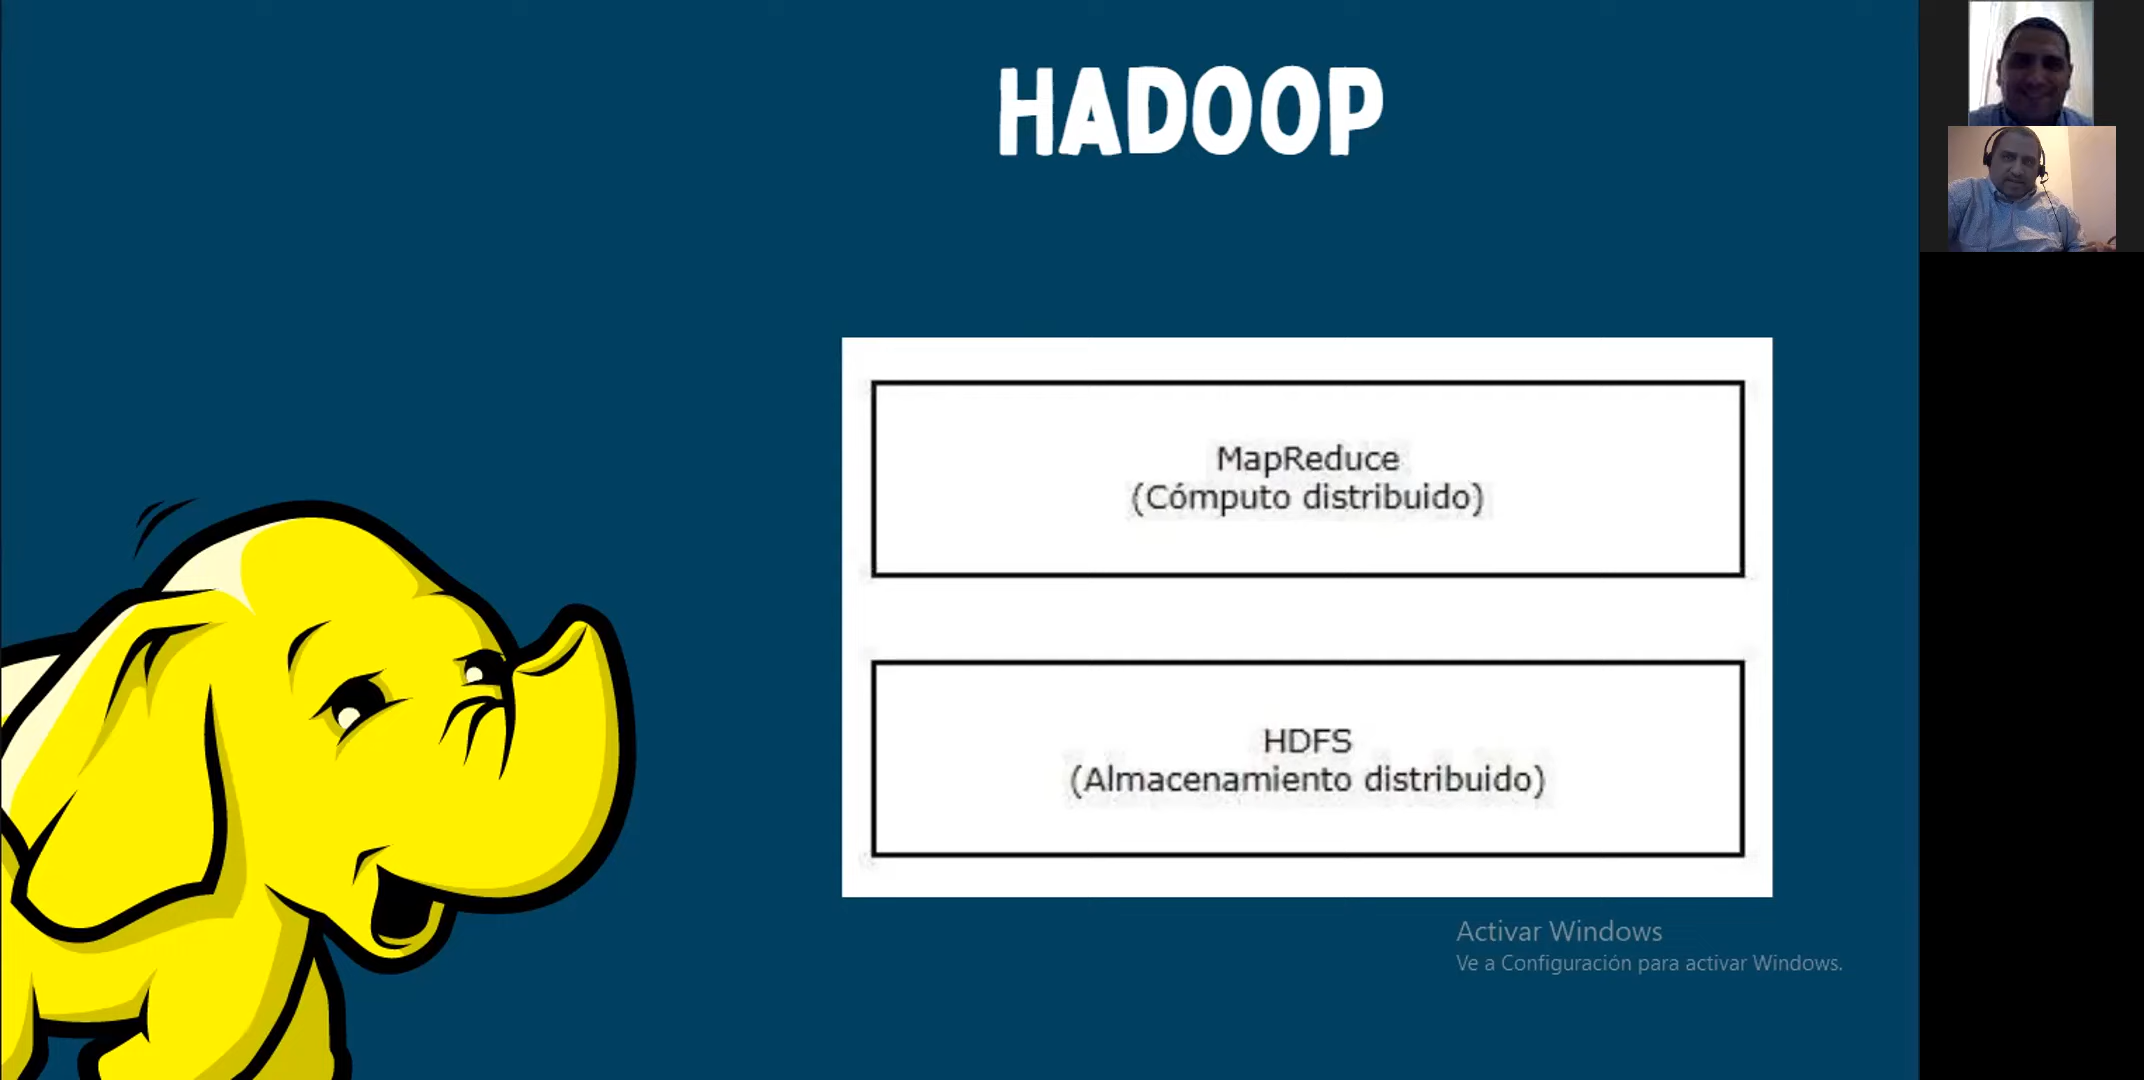 HADOOP
MapReduce
(Cómputo distribuido)
HDFS
(Almacenamiento distribuido)
Activar Windows
Ve a Configuración para activar Windows.